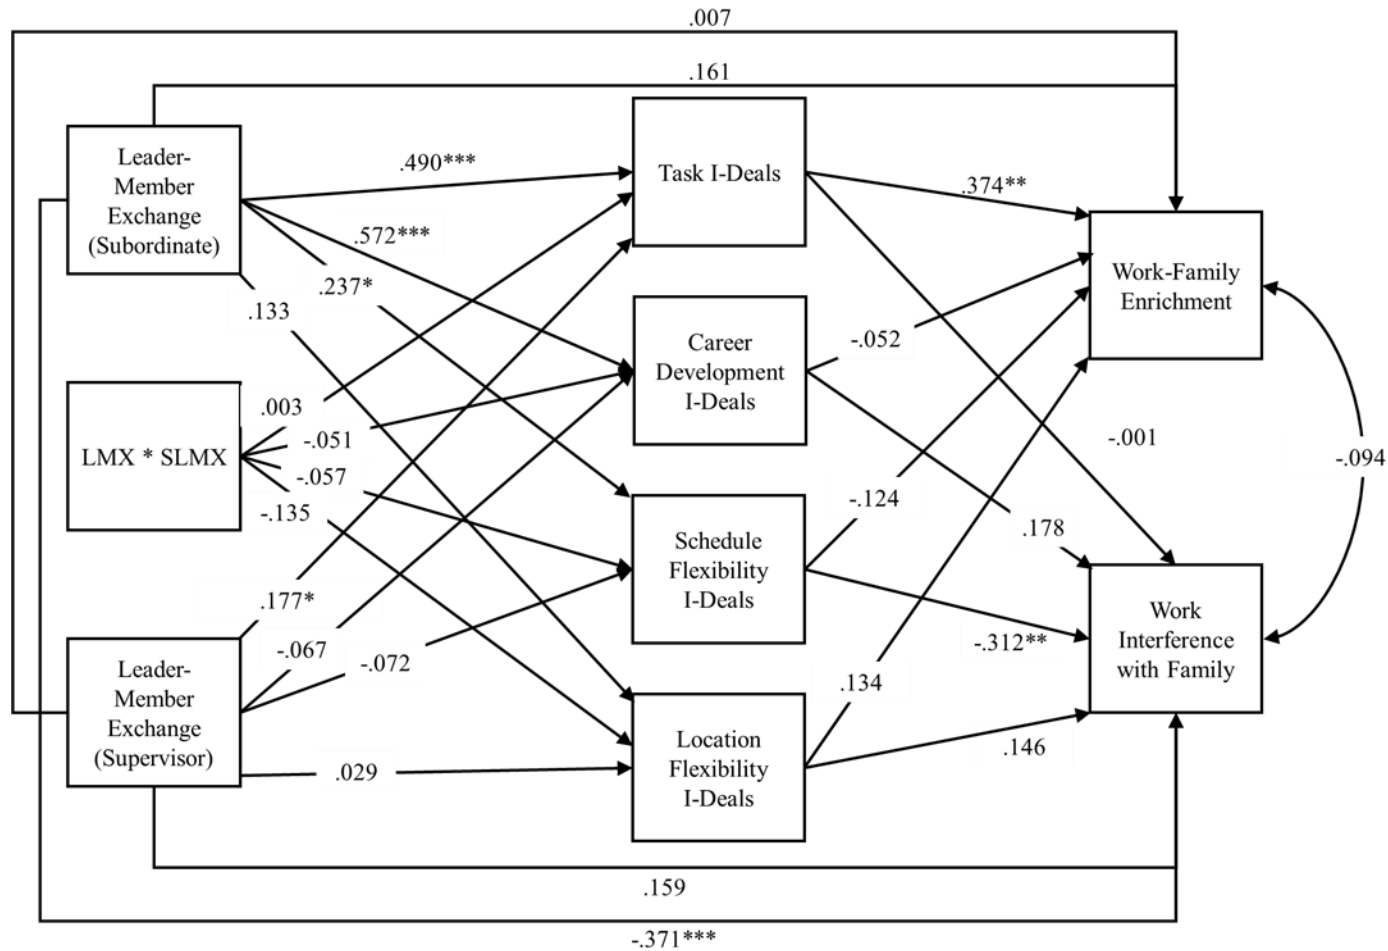 .007
.161
Leader-
Member
Exchange
(Subordinate)
.490***
Task I-Deals
.374**
.572***
.237*
.133
Work-Family
Enrichment
Career
Development
I-Deals
-.052
.003
-.051
LMX * SLMX
-.057
-.135
-.001
-.094
-.124
.178
Schedule
Flexibility
I-Deals
.177*
-.067
-.072
-.312**
Work
Interference
with Family
Leader-
Member
Exchange
(Supervisor)
.134
.029
Location
Flexibility
I-Deals
.146
.159
-.371***